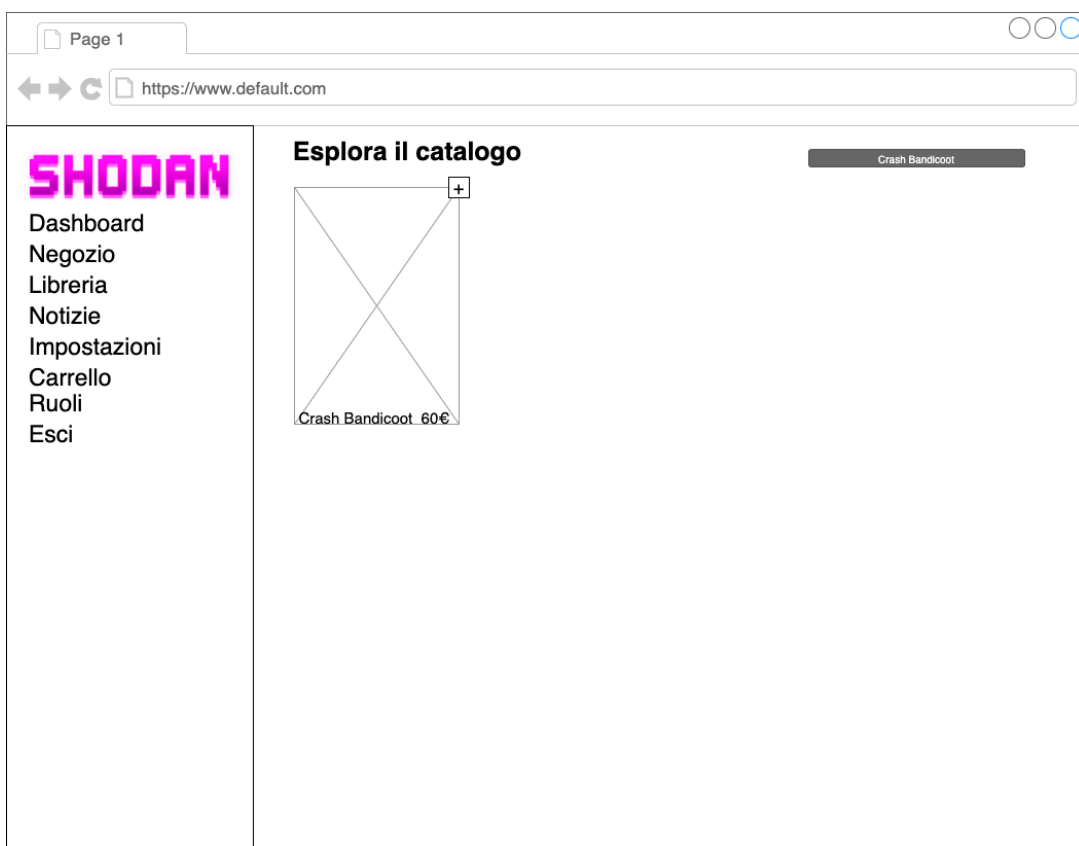 Page 1
https://www.default.com
SHODAN
Dashboard
Negozio
Libreria
Notizie
Impostazioni
Carrello
Ruoli
Esci
Esplora il catalogo
Crash Bandicoot
+
Crash Bandicoot 60€